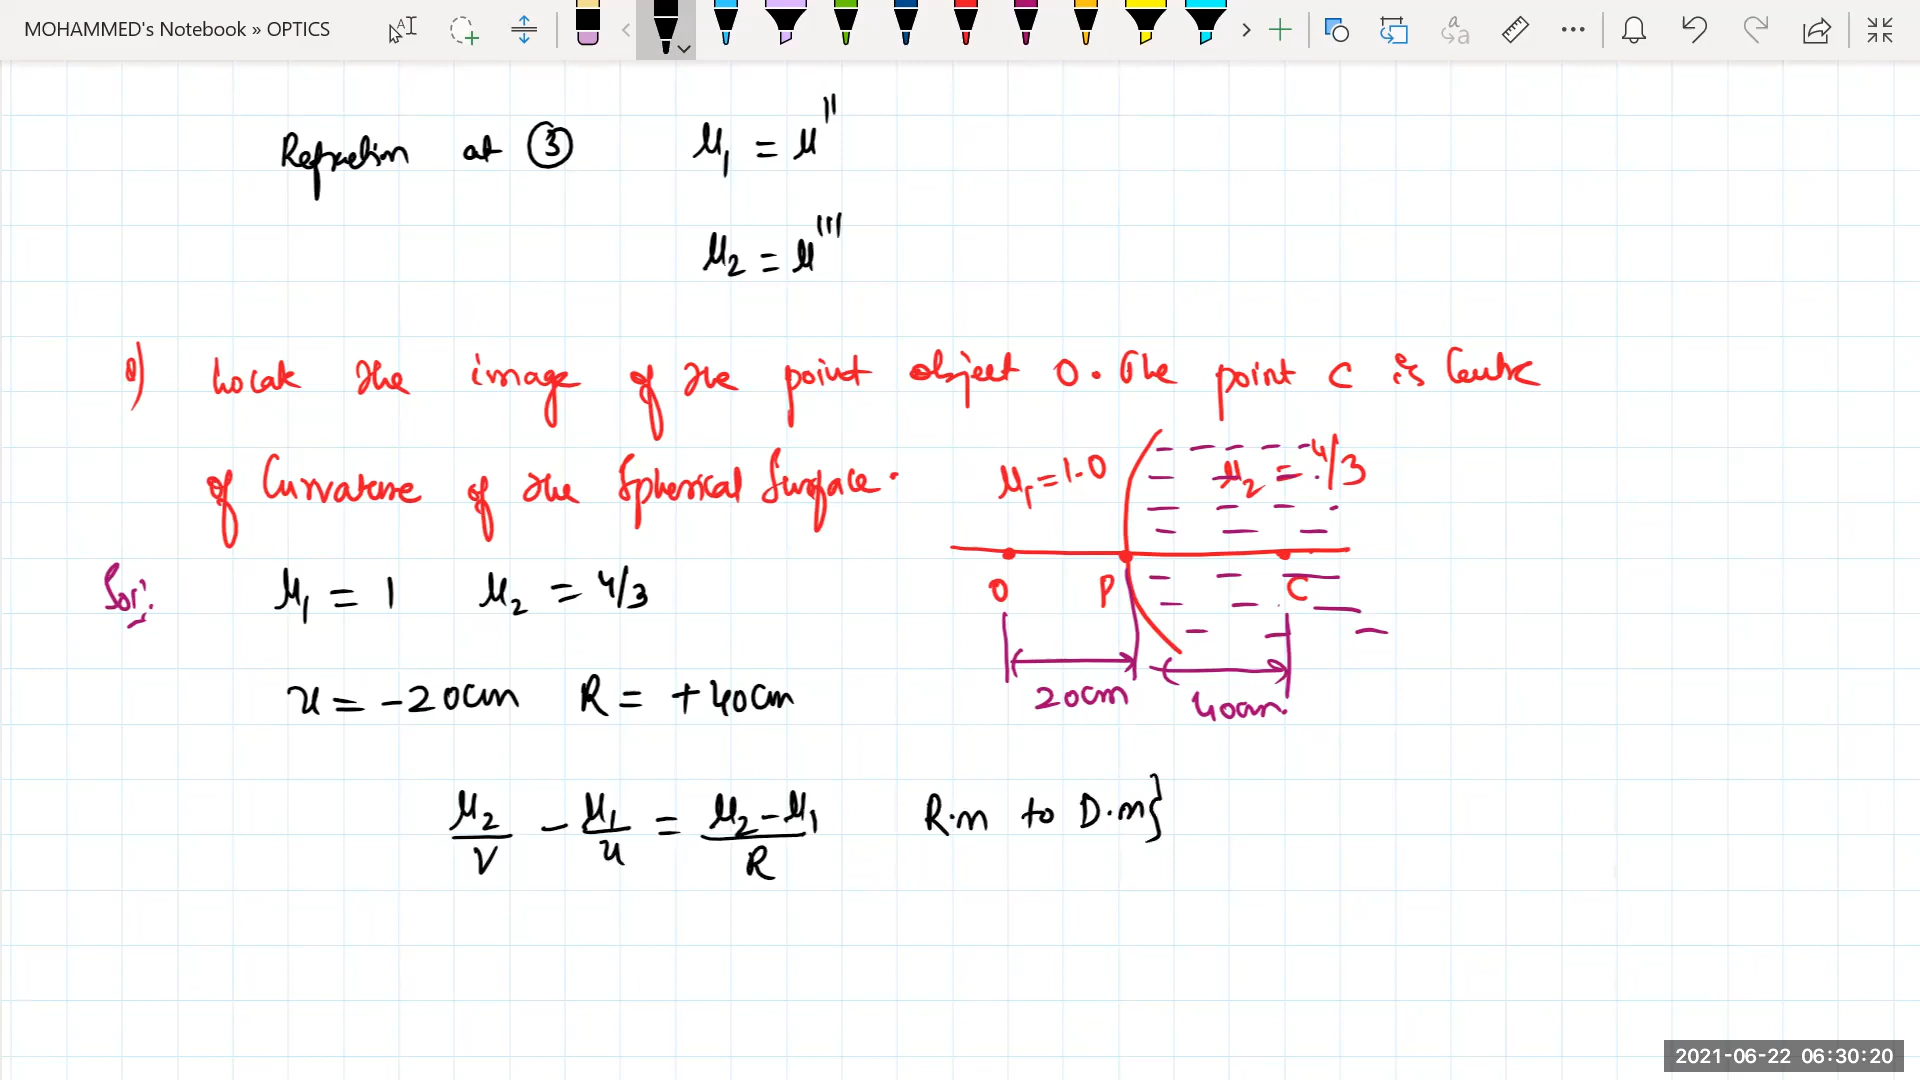 MOHAMMED's Notebook » OPTICS
Refraction at ③ μ₁ = μ''
μ₂ = μ'''
Q) Locate the image of the point object O. The point C is Centre
of Curvature of the Spherical Surface.
μ₁ = 1.0 μ₂ = 4/3
O P C
20cm 40cm.
Sol: μ₁ = 1 μ₂ = 4/3
u = -20cm R = +40cm
μ₂/V - μ₁/u = (μ₂ - μ₁)/R R.m to D.m}
2021-06-22 06:30:20